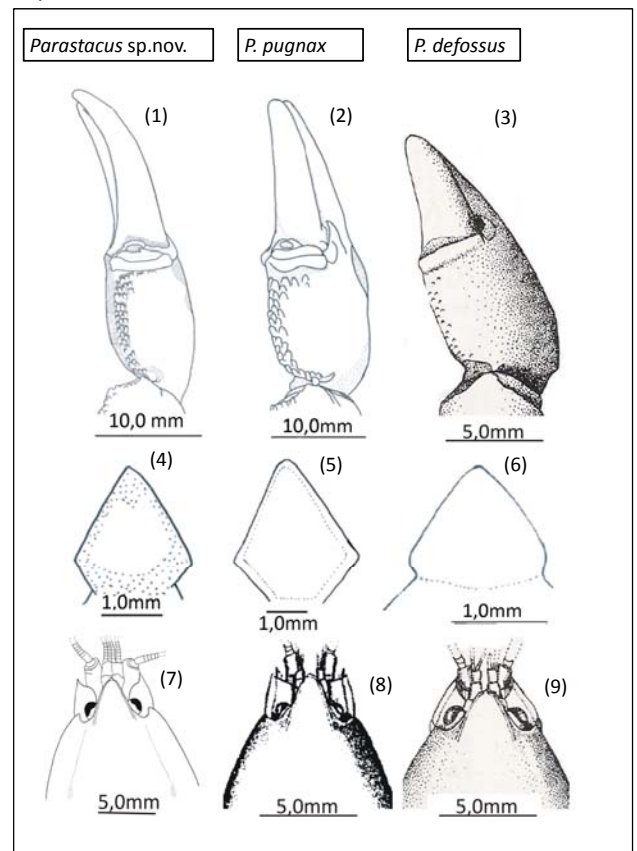 Parastacus sp.nov. P. pugnax P. defossus
(1) (2) (3)
10,0 mm 10,0mm 5,0mm
(4) (5) (6)
1.0mm 1.0mm 1.0mm
(7) (8) (9)
5,0mm 5,0mm 5,0mm